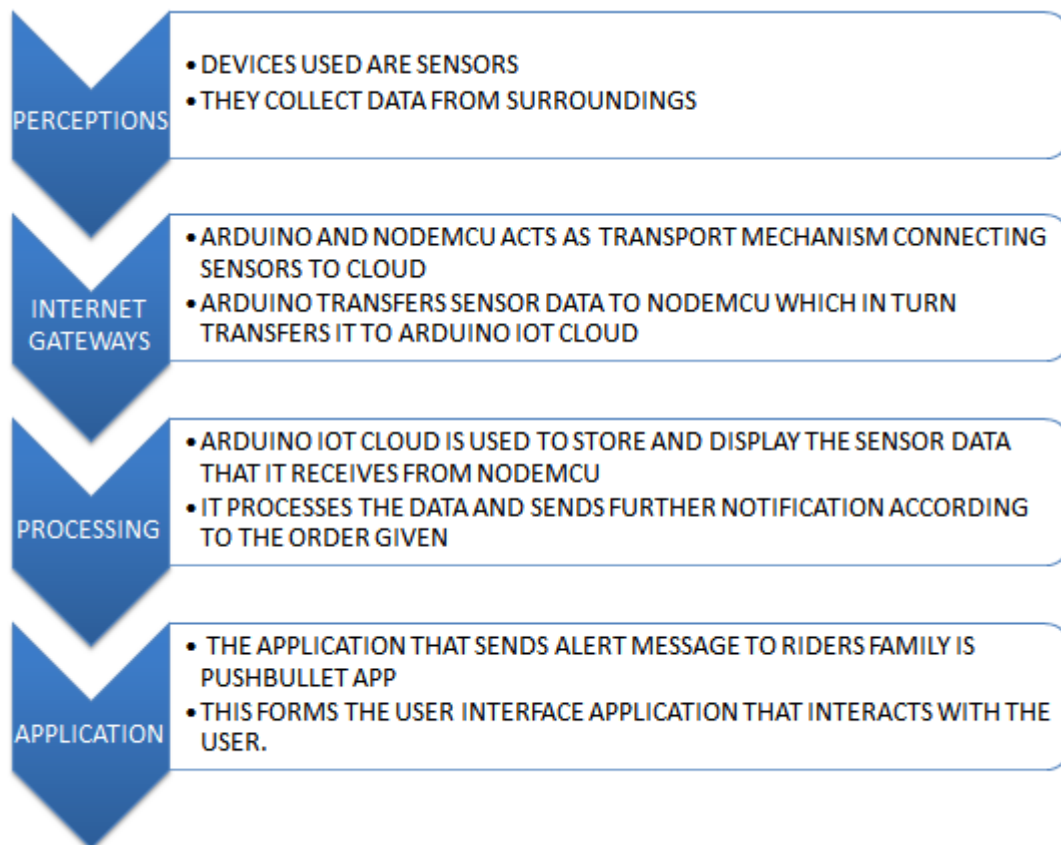 PERCEPTIONS
• DEVICES USED ARE SENSORS
• THEY COLLECT DATA FROM SURROUNDINGS
INTERNET
GATEWAYS
• ARDUINO AND NODEMCU ACTS AS TRANSPORT MECHANISM CONNECTING
SENSORS TO CLOUD
• ARDUINO TRANSFERS SENSOR DATA TO NODEMCU WHICH IN TURN
TRANSFERS IT TO ARDUINO IOT CLOUD
PROCESSING
• ARDUINO IOT CLOUD IS USED TO STORE AND DISPLAY THE SENSOR DATA
THAT IT RECEIVES FROM NODEMCU
• IT PROCESSES THE DATA AND SENDS FURTHER NOTIFICATION ACCORDING
TO THE ORDER GIVEN
APPLICATION
• THE APPLICATION THAT SENDS ALERT MESSAGE TO RIDERS FAMILY IS
PUSHBULLET APP
• THIS FORMS THE USER INTERFACE APPLICATION THAT INTERACTS WITH THE
USER.